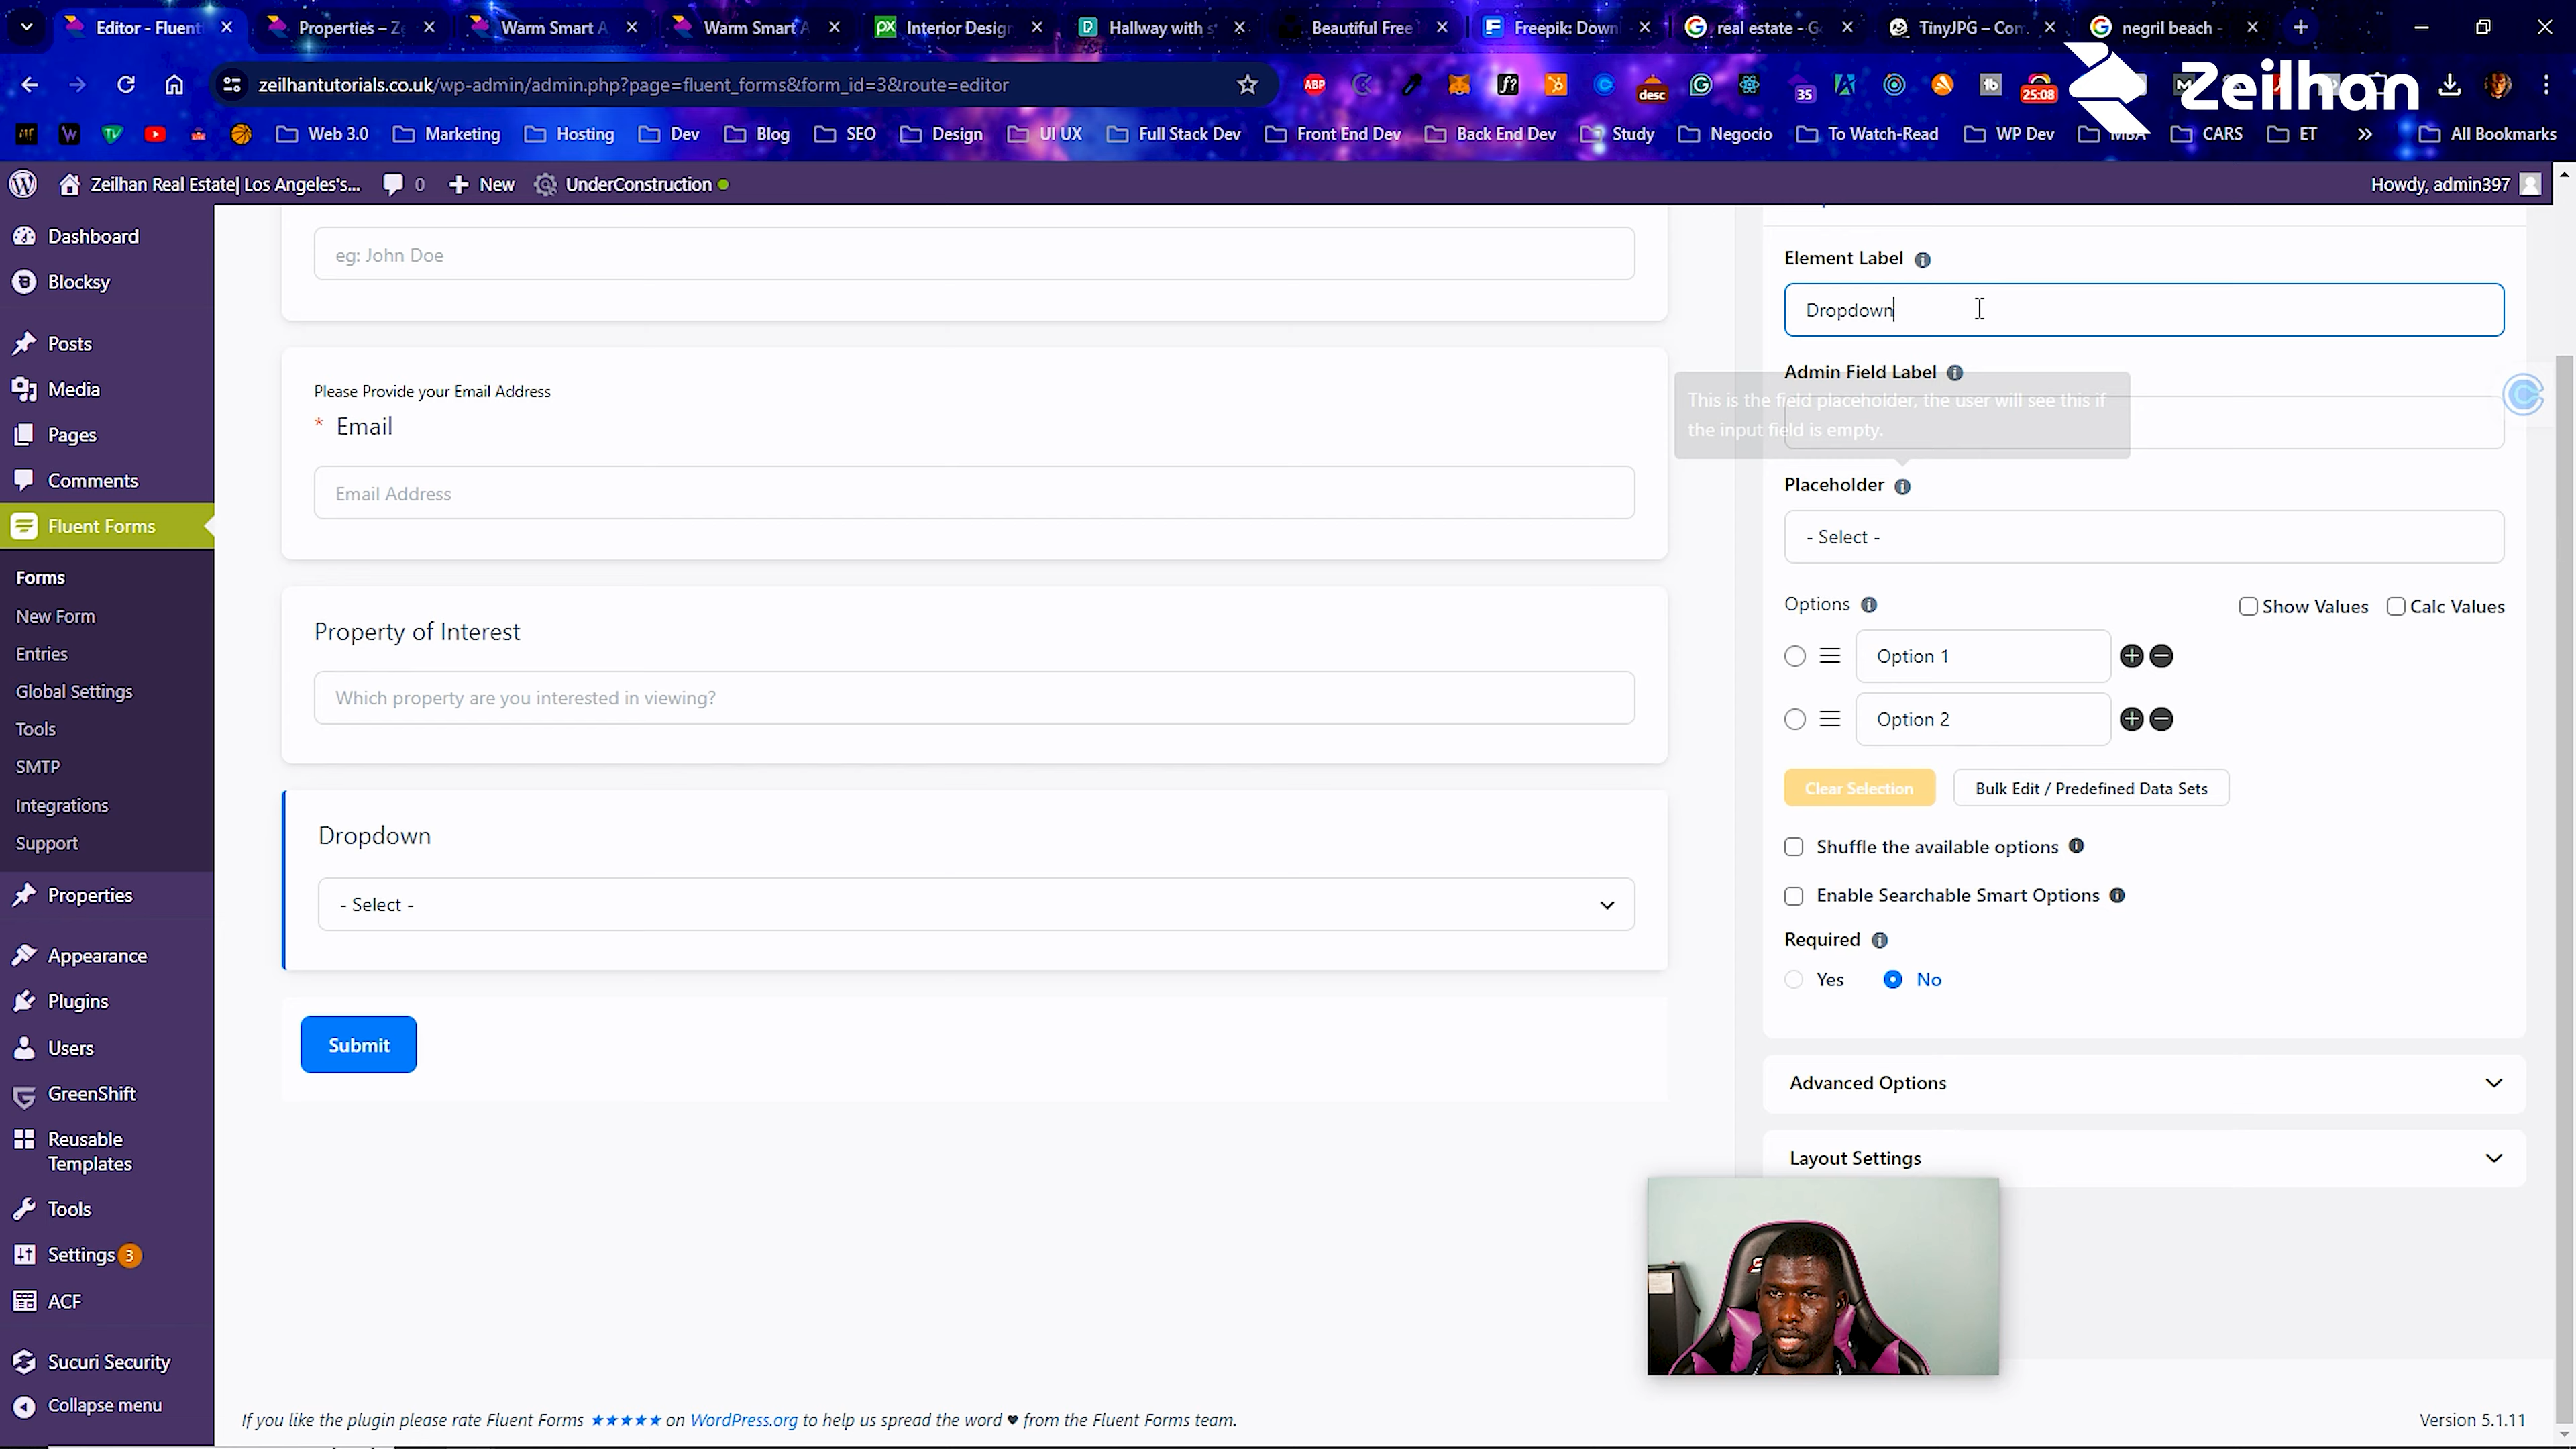 Editor - Fluent
Properties – Z
Warm Smart A
Warm Smart A
Interior Desig
Hallway with s
Beautiful Free
Freepik: Down
real estate - G
TinyJPG – Com
negril beach -
zeilhantutorials.co.uk/wp-admin/admin.php?page=fluent_forms&form_id=3&route=editor
ABP
f?
desc
35
25:08
Zeilhan
Web 3.0
Marketing
Hosting
Dev
Blog
SEO
Design
UI UX
Full Stack Dev
Front End Dev
Back End Dev
Study
Negocio
To Watch-Read
WP Dev
MBA
CARS
ET
All Bookmarks
Zeilhan Real Estate| Los Angeles's...
0
New
UnderConstruction
Howdy, admin397
Dashboard
Blocksy
Posts
Media
Pages
Comments
Fluent Forms
Forms
New Form
Entries
Global Settings
Tools
SMTP
Integrations
Support
Properties
Appearance
Plugins
Users
GreenShift
Reusable
Templates
Tools
Settings 3
ACF
Sucuri Security
Collapse menu
eg: John Doe
Please Provide your Email Address
* Email
Email Address
Property of Interest
Which property are you interested in viewing?
Dropdown
- Select -
Submit
Element Label
Dropdown
Admin Field Label
This is the field placeholder, the user will see this if
the input field is empty.
Placeholder
- Select -
Options
Show Values
Calc Values
Option 1
Option 2
Clear Selection
Bulk Edit / Predefined Data Sets
Shuffle the available options
Enable Searchable Smart Options
Required
Yes
No
Advanced Options
Layout Settings
If you like the plugin please rate Fluent Forms ★★★★★ on WordPress.org to help us spread the word ♥ from the Fluent Forms team.
Version 5.1.11